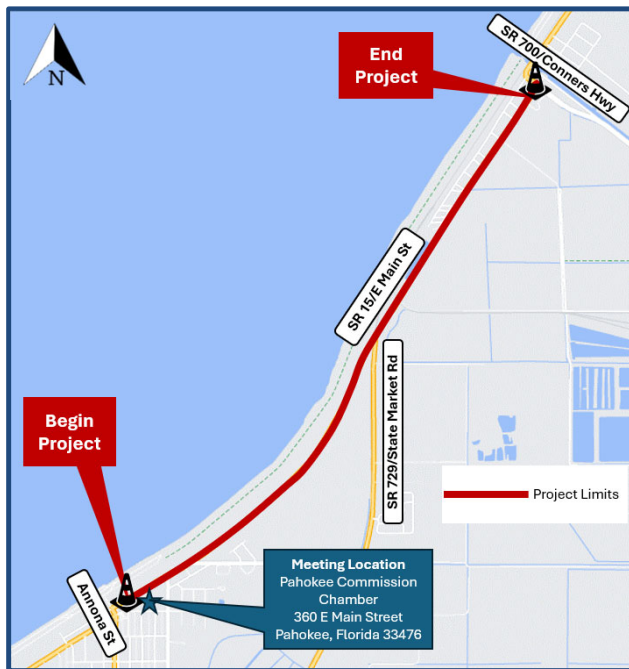 N
End
Project
SR 700/Conners Hwy
SR 15/E Main St
SR 729/State Market Rd
Begin
Project
Project Limits
Annona St
Meeting Location
Pahokee Commission
Chamber
360 E Main Street
Pahokee, Florida 33476